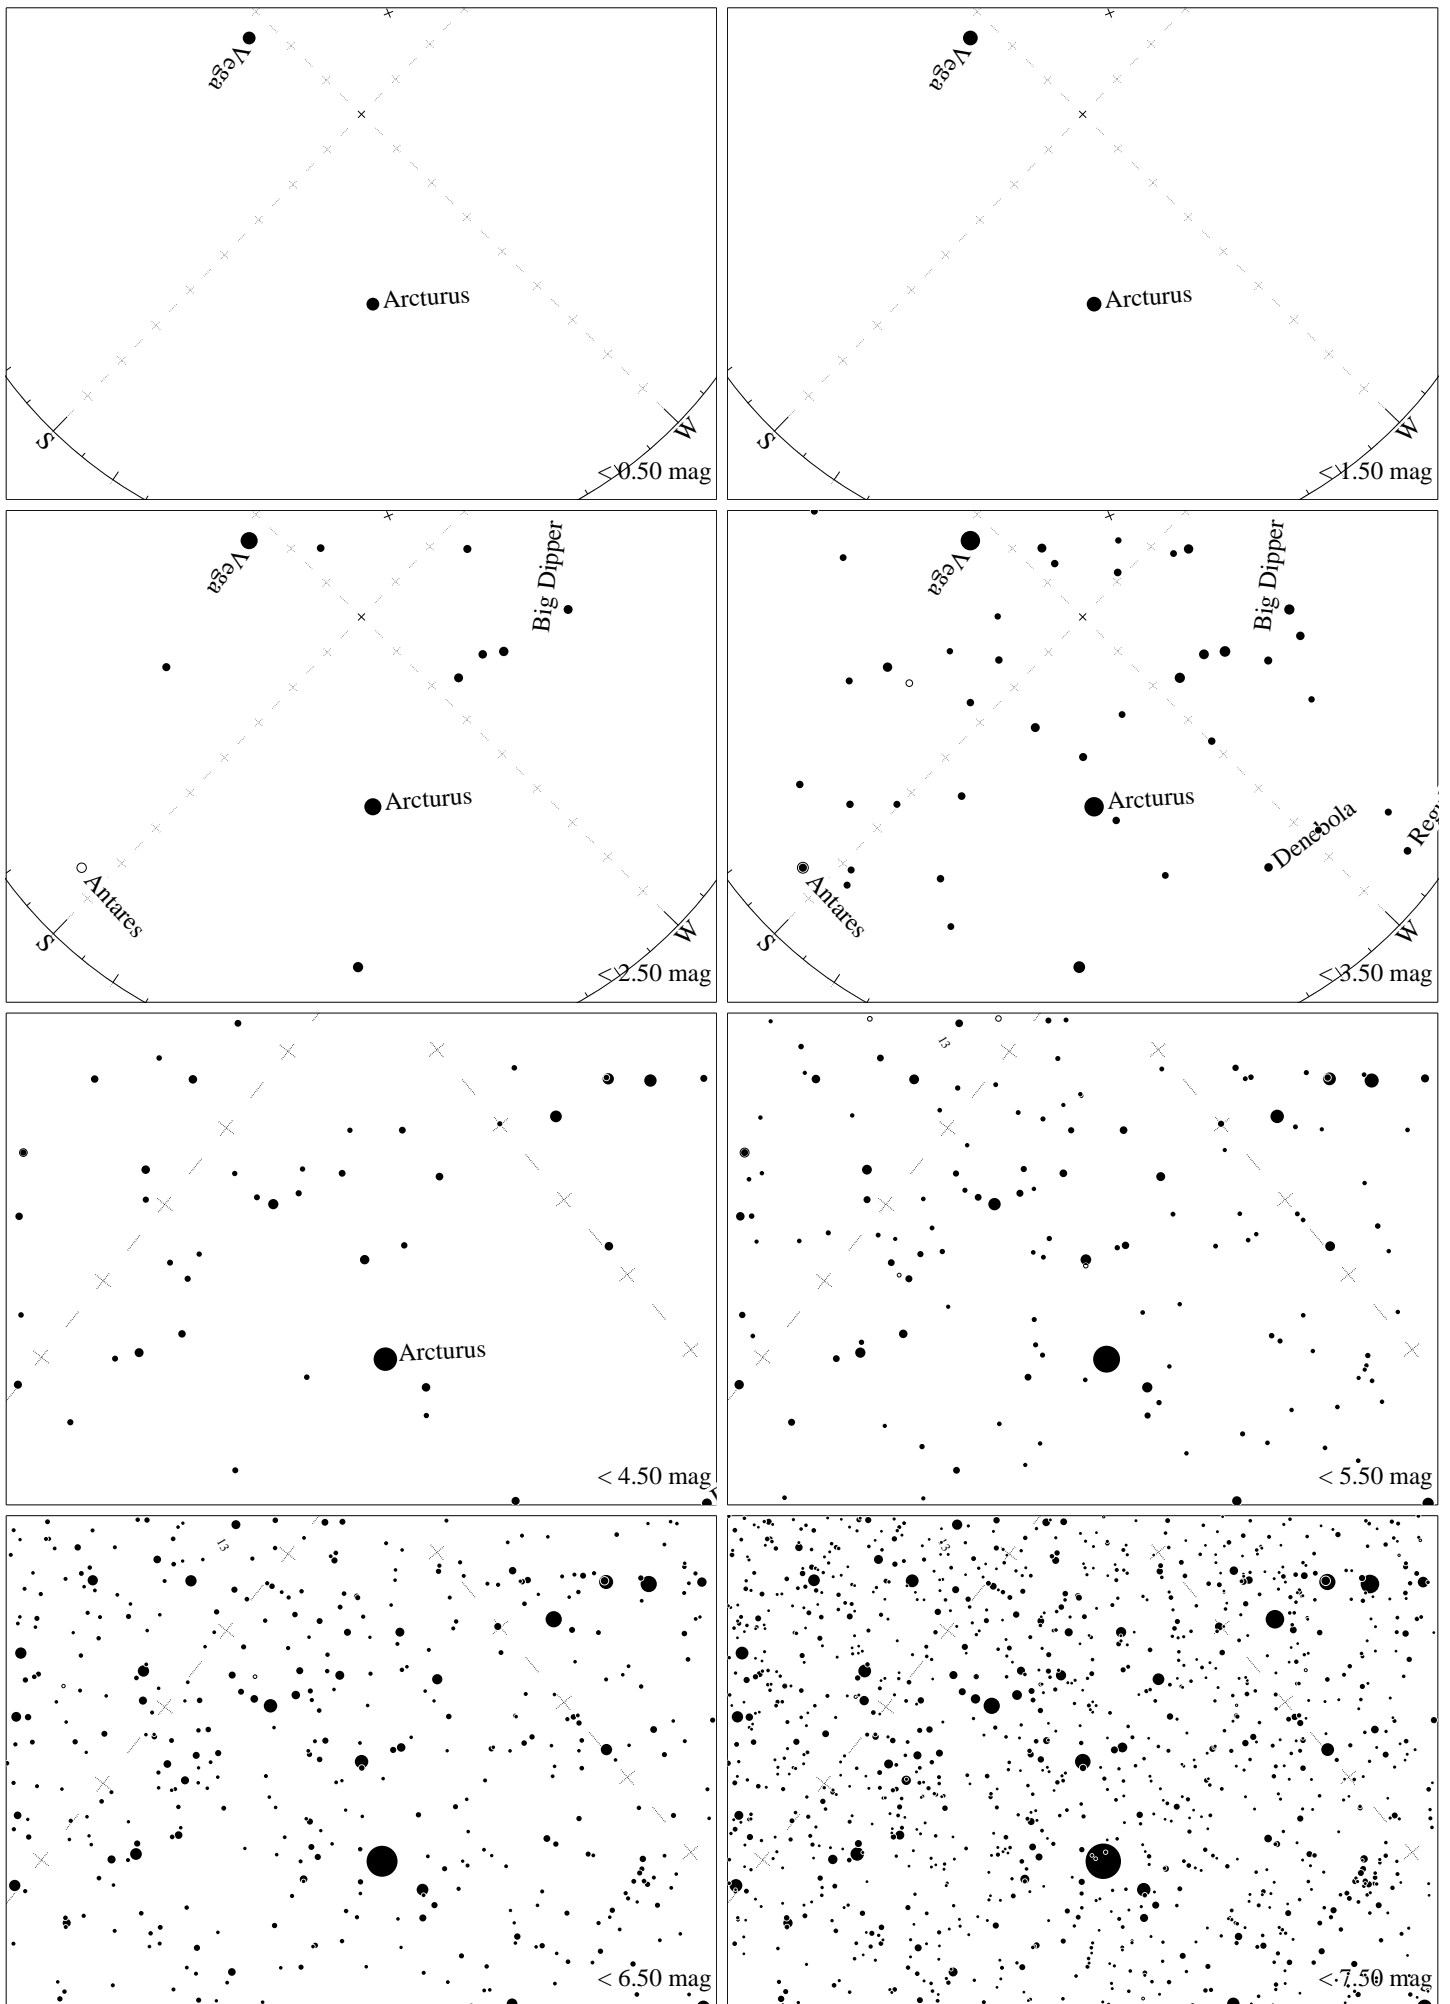 Vega
Arcturus
S
W
< 0.50 mag
Vega
Arcturus
S
W
< 1.50 mag
Vega
Big Dipper
Arcturus
Antares
S
W
< 2.50 mag
Vega
Big Dipper
Arcturus
Denebola
Reg
Antares
S
W
< 3.50 mag
Arcturus
< 4.50 mag
13
< 5.50 mag
13
< 6.50 mag
13
< 7.50 mag